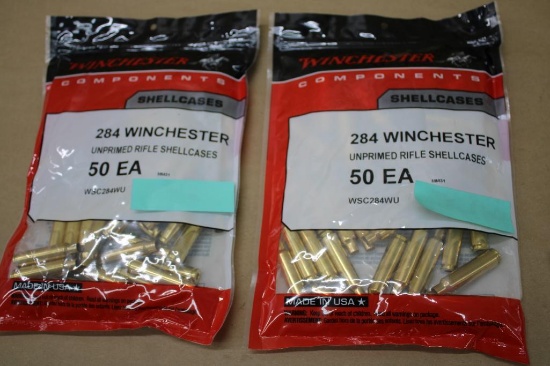 WINCHESTER
COMPONENTS
SHELLCASES
284 WINCHESTER
UNPRIMED RIFLE SHELLCASES
50 EA
WSC284WU
MADE IN USA
WINCHESTER
COMPONENTS
SHELLCASES
284 WINCHESTER
UNPRIMED RIFLE SHELLCASES
50 EA
WSC284WU
MADE IN USA